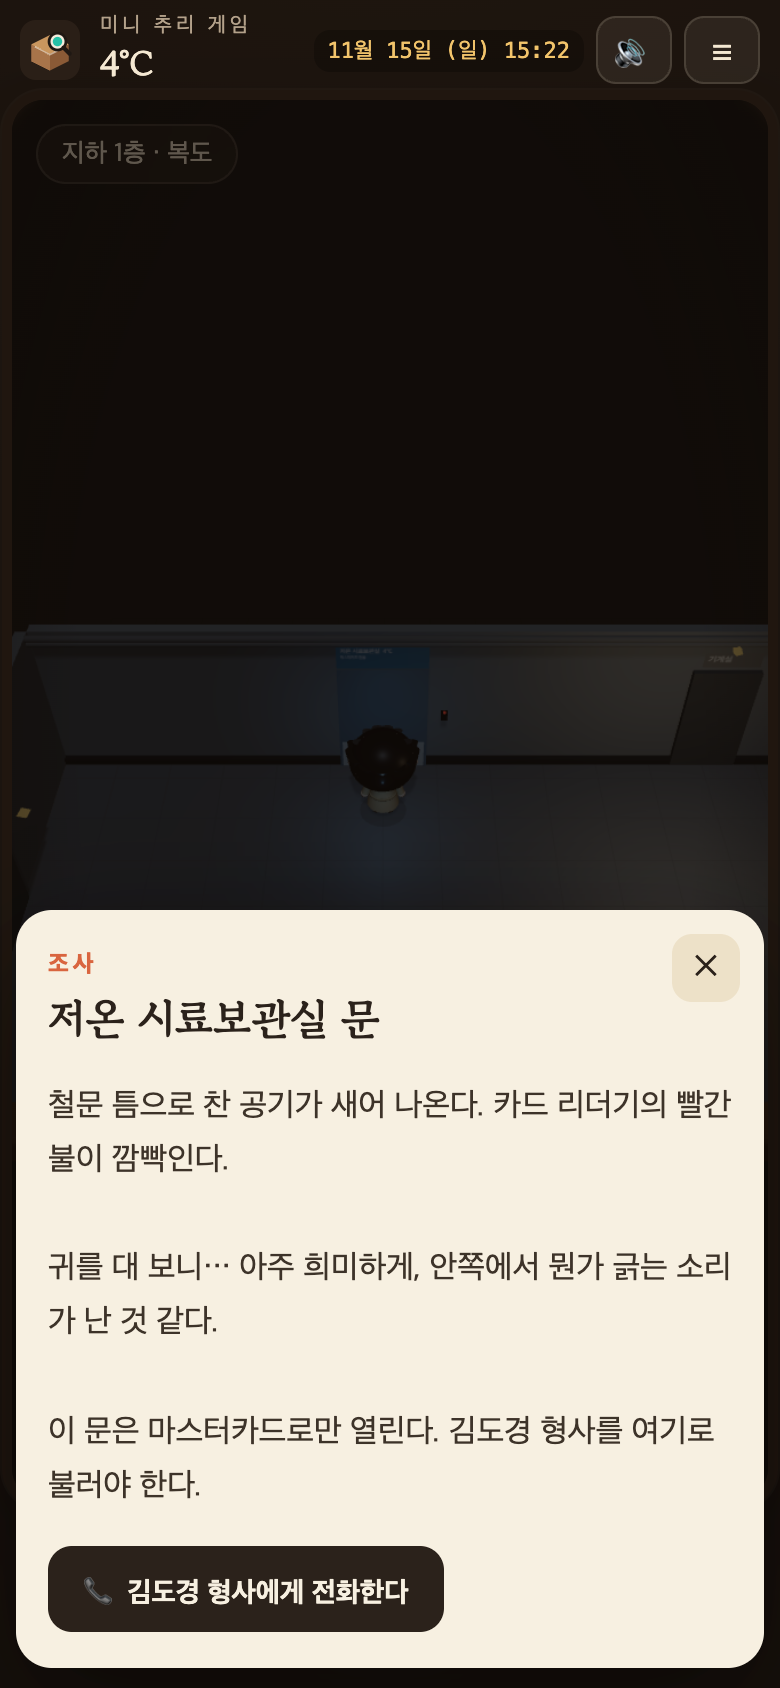 미니 추리 게임
4°C
11월 15일 (일) 15:22
지하 1층 · 복도
기계실
조사
저온 시료보관실 문
철문 틈으로 찬 공기가 새어 나온다. 카드 리더기의 빨간
불이 깜빡인다.
귀를 대 보니… 아주 희미하게, 안쪽에서 뭔가 긁는 소리
가 난 것 같다.
이 문은 마스터카드로만 열린다. 김도경 형사를 여기로
불러야 한다.
김도경 형사에게 전화한다